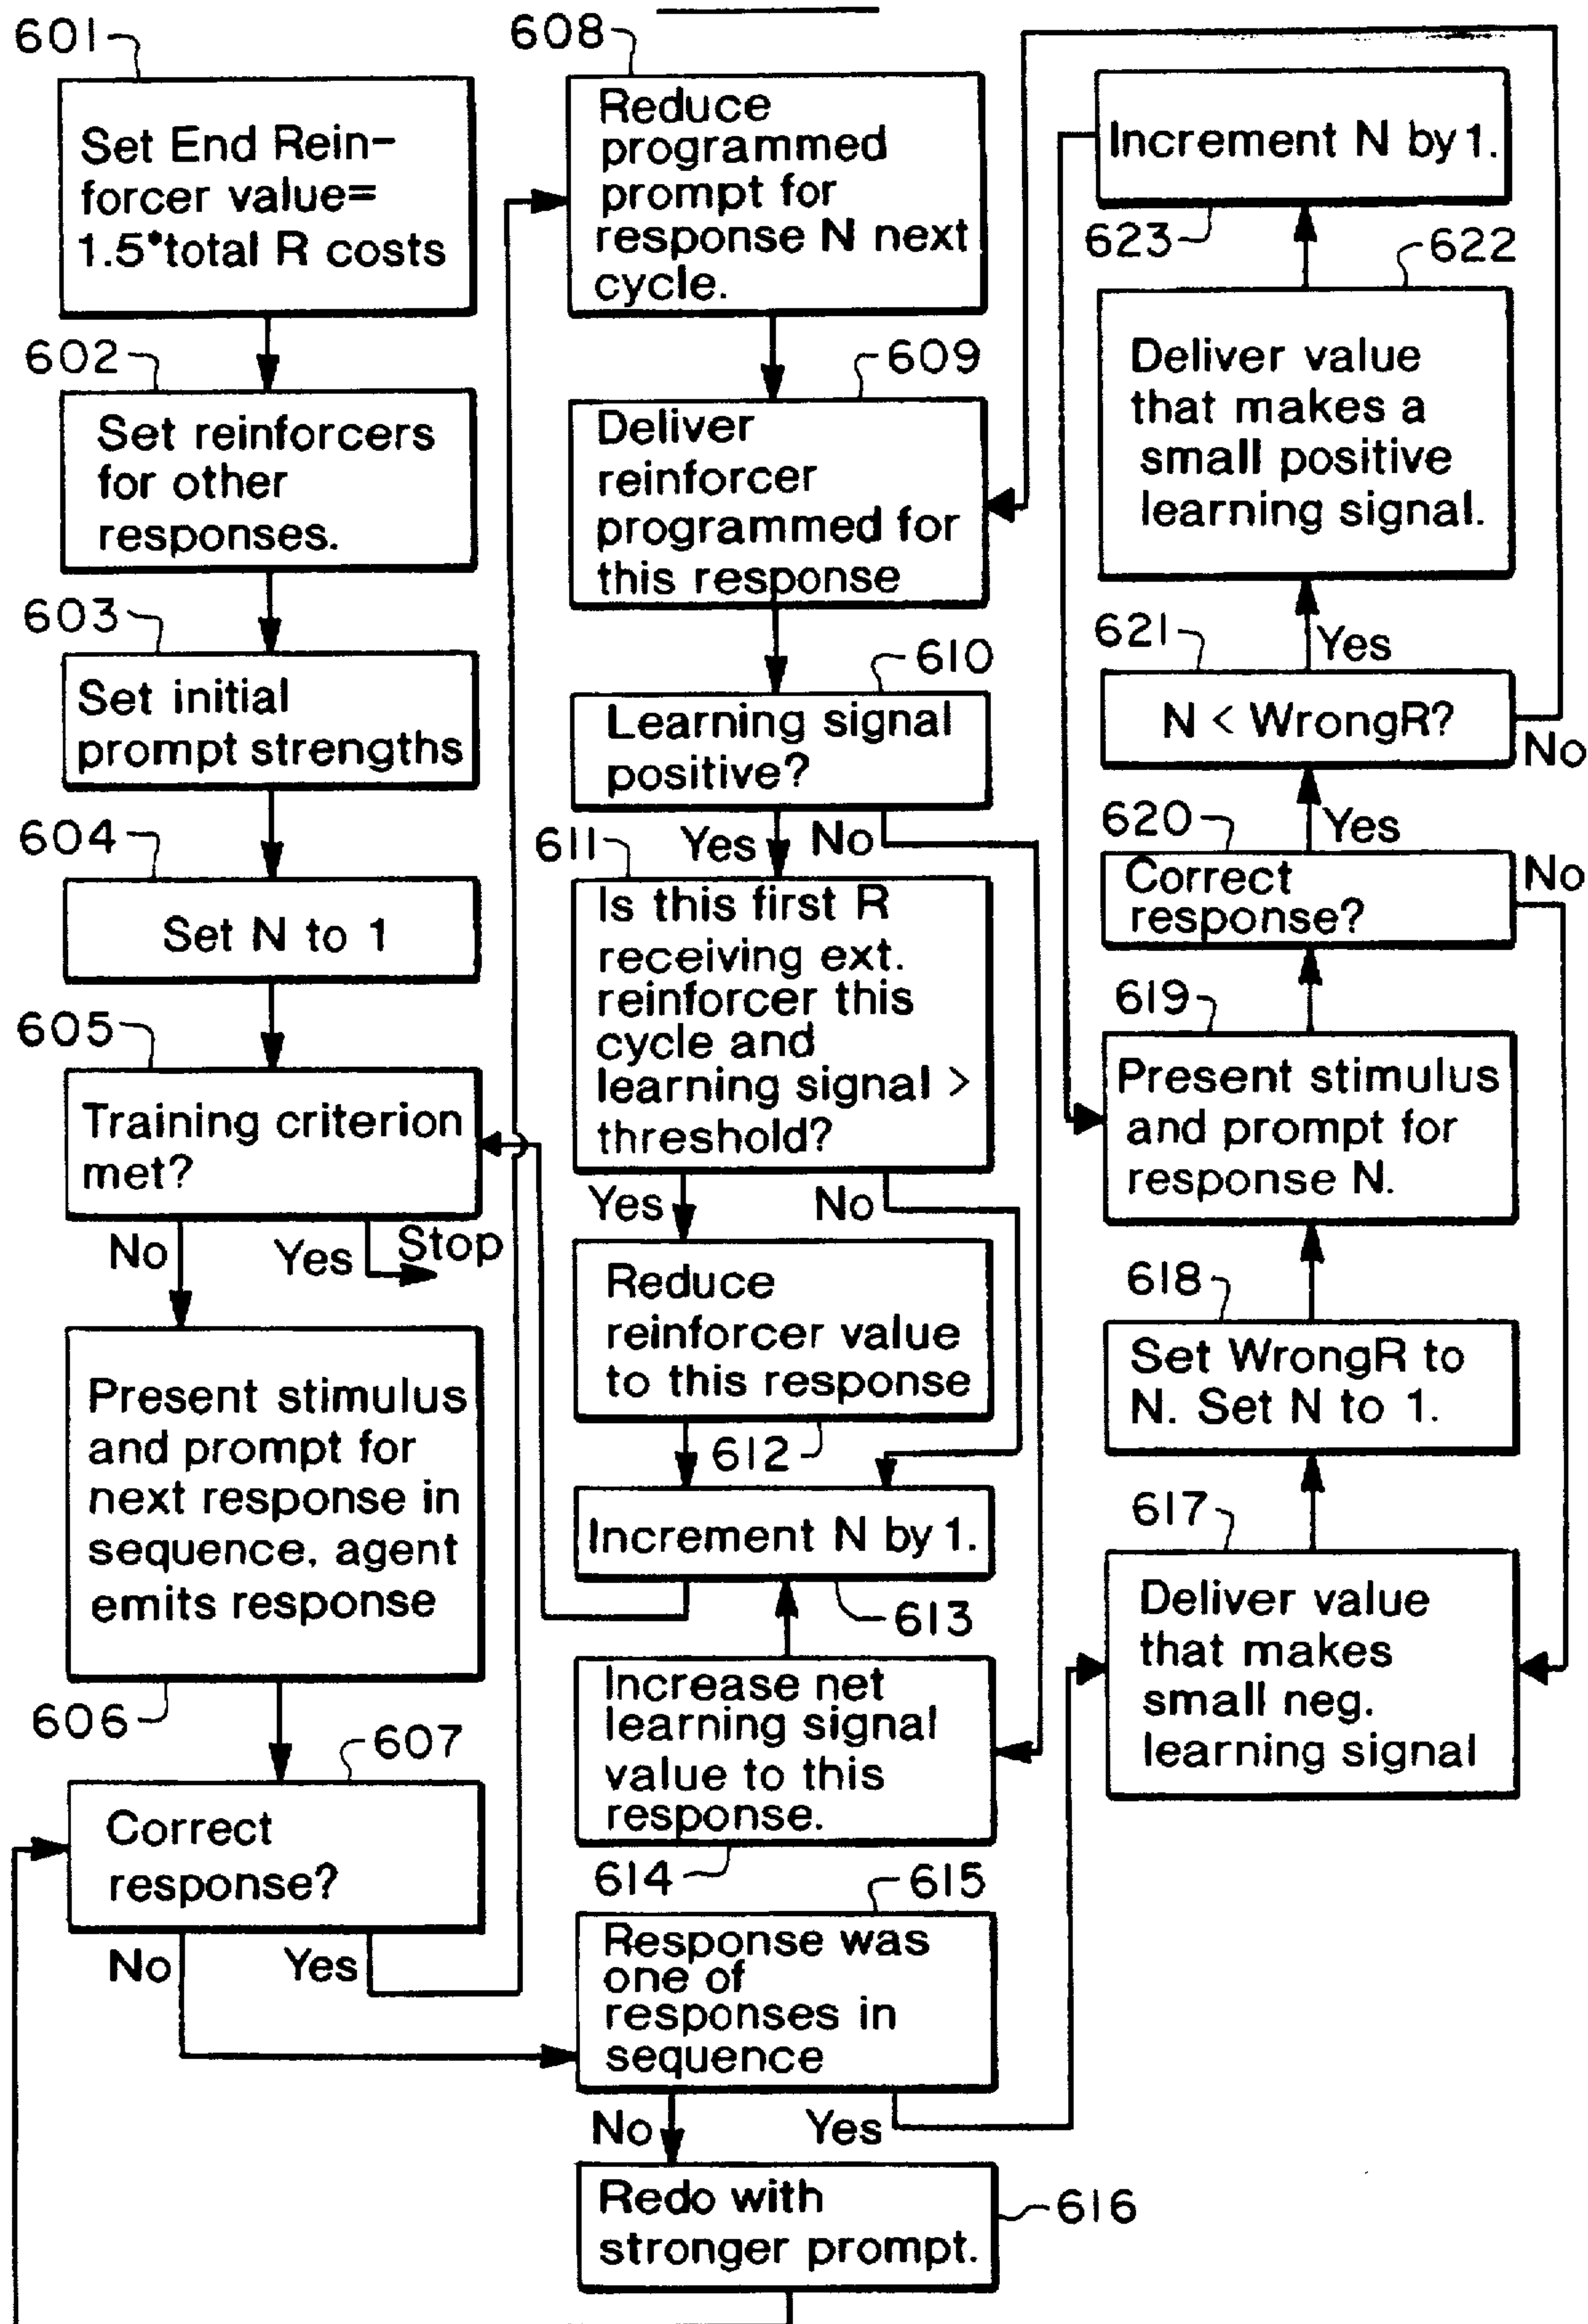 601
Set End Rein-
forcer value=
1.5*total R costs
602
Set reinforcers
for other
responses.
603
Set initial
prompt strengths
604
Set N to 1
605
Training criterion
met?
No
Yes
Stop
Present stimulus
and prompt for
next response in
sequence, agent
emits response
606
607
Correct
response?
No
Yes
608
Reduce
programmed
prompt for
response N next
cycle.
609
Deliver
reinforcer
programmed for
this response
610
Learning signal
positive?
Yes
No
611
Is this first R
receiving ext.
reinforcer this
cycle and
learning signal >
threshold?
Yes
No
Reduce
reinforcer value
to this response
612
Increment N by 1.
613
Increase net
learning signal
value to this
response.
614
615
Response was
one of
responses in
sequence
No
Yes
Redo with
stronger prompt.
616
Increment N by 1.
623
622
Deliver value
that makes a
small positive
learning signal.
621
Yes
N < WrongR?
No
620
Yes
Correct
response?
No
619
Present stimulus
and prompt for
response N.
618
Set WrongR to
N. Set N to 1.
617
Deliver value
that makes
small neg.
learning signal